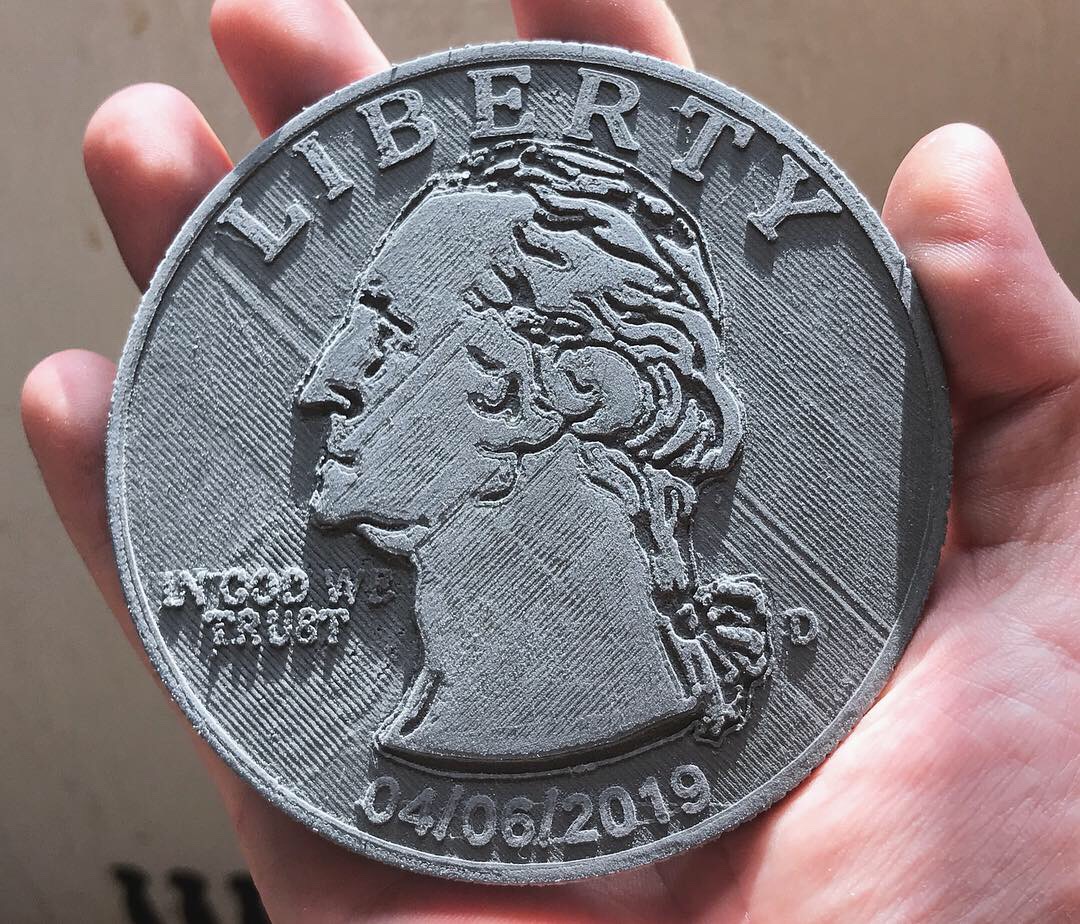 LIBERTY
IN GOD WE
TRUST
D
04/06/2019